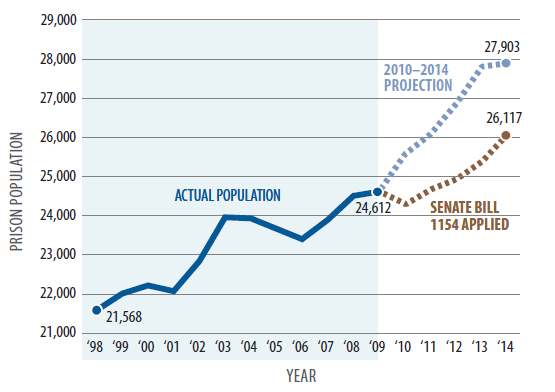 29,000
28,000
27,000
26,000
25,000
24,000
23,000
22,000
21,000
PRISON POPULATION
27,903
2010–2014
PROJECTION
26,117
ACTUAL POPULATION
24,612
SENATE BILL
1154 APPLIED
21,568
‘98 ‘99 ‘00 ‘01 ‘02 ‘03 ‘04 ‘05 ‘06 ‘07 ‘08 ‘09 ‘10 ‘11 ‘12 ‘13 ‘14
YEAR